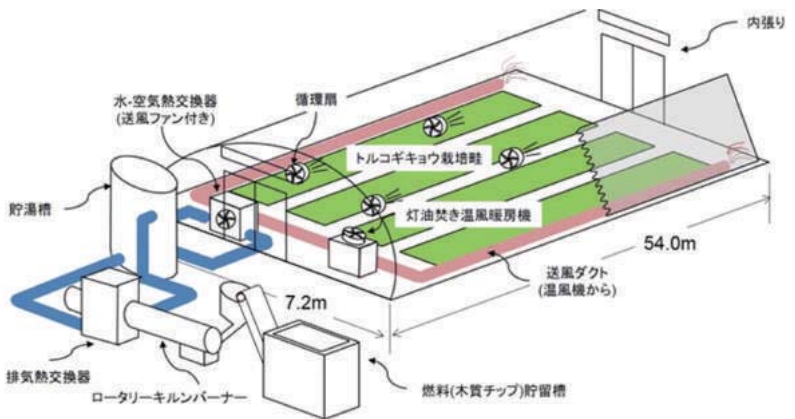 内張り
水-空気熱交換器
(送風ファン付き)
循環扇
トルコギキョウ栽培畦
貯湯槽
灯油焚き温風暖房機
54.0m
送風ダクト
(温風機から)
7.2m
排気熱交換器
ロータリーキルンバーナー
燃料(木質チップ)貯留槽